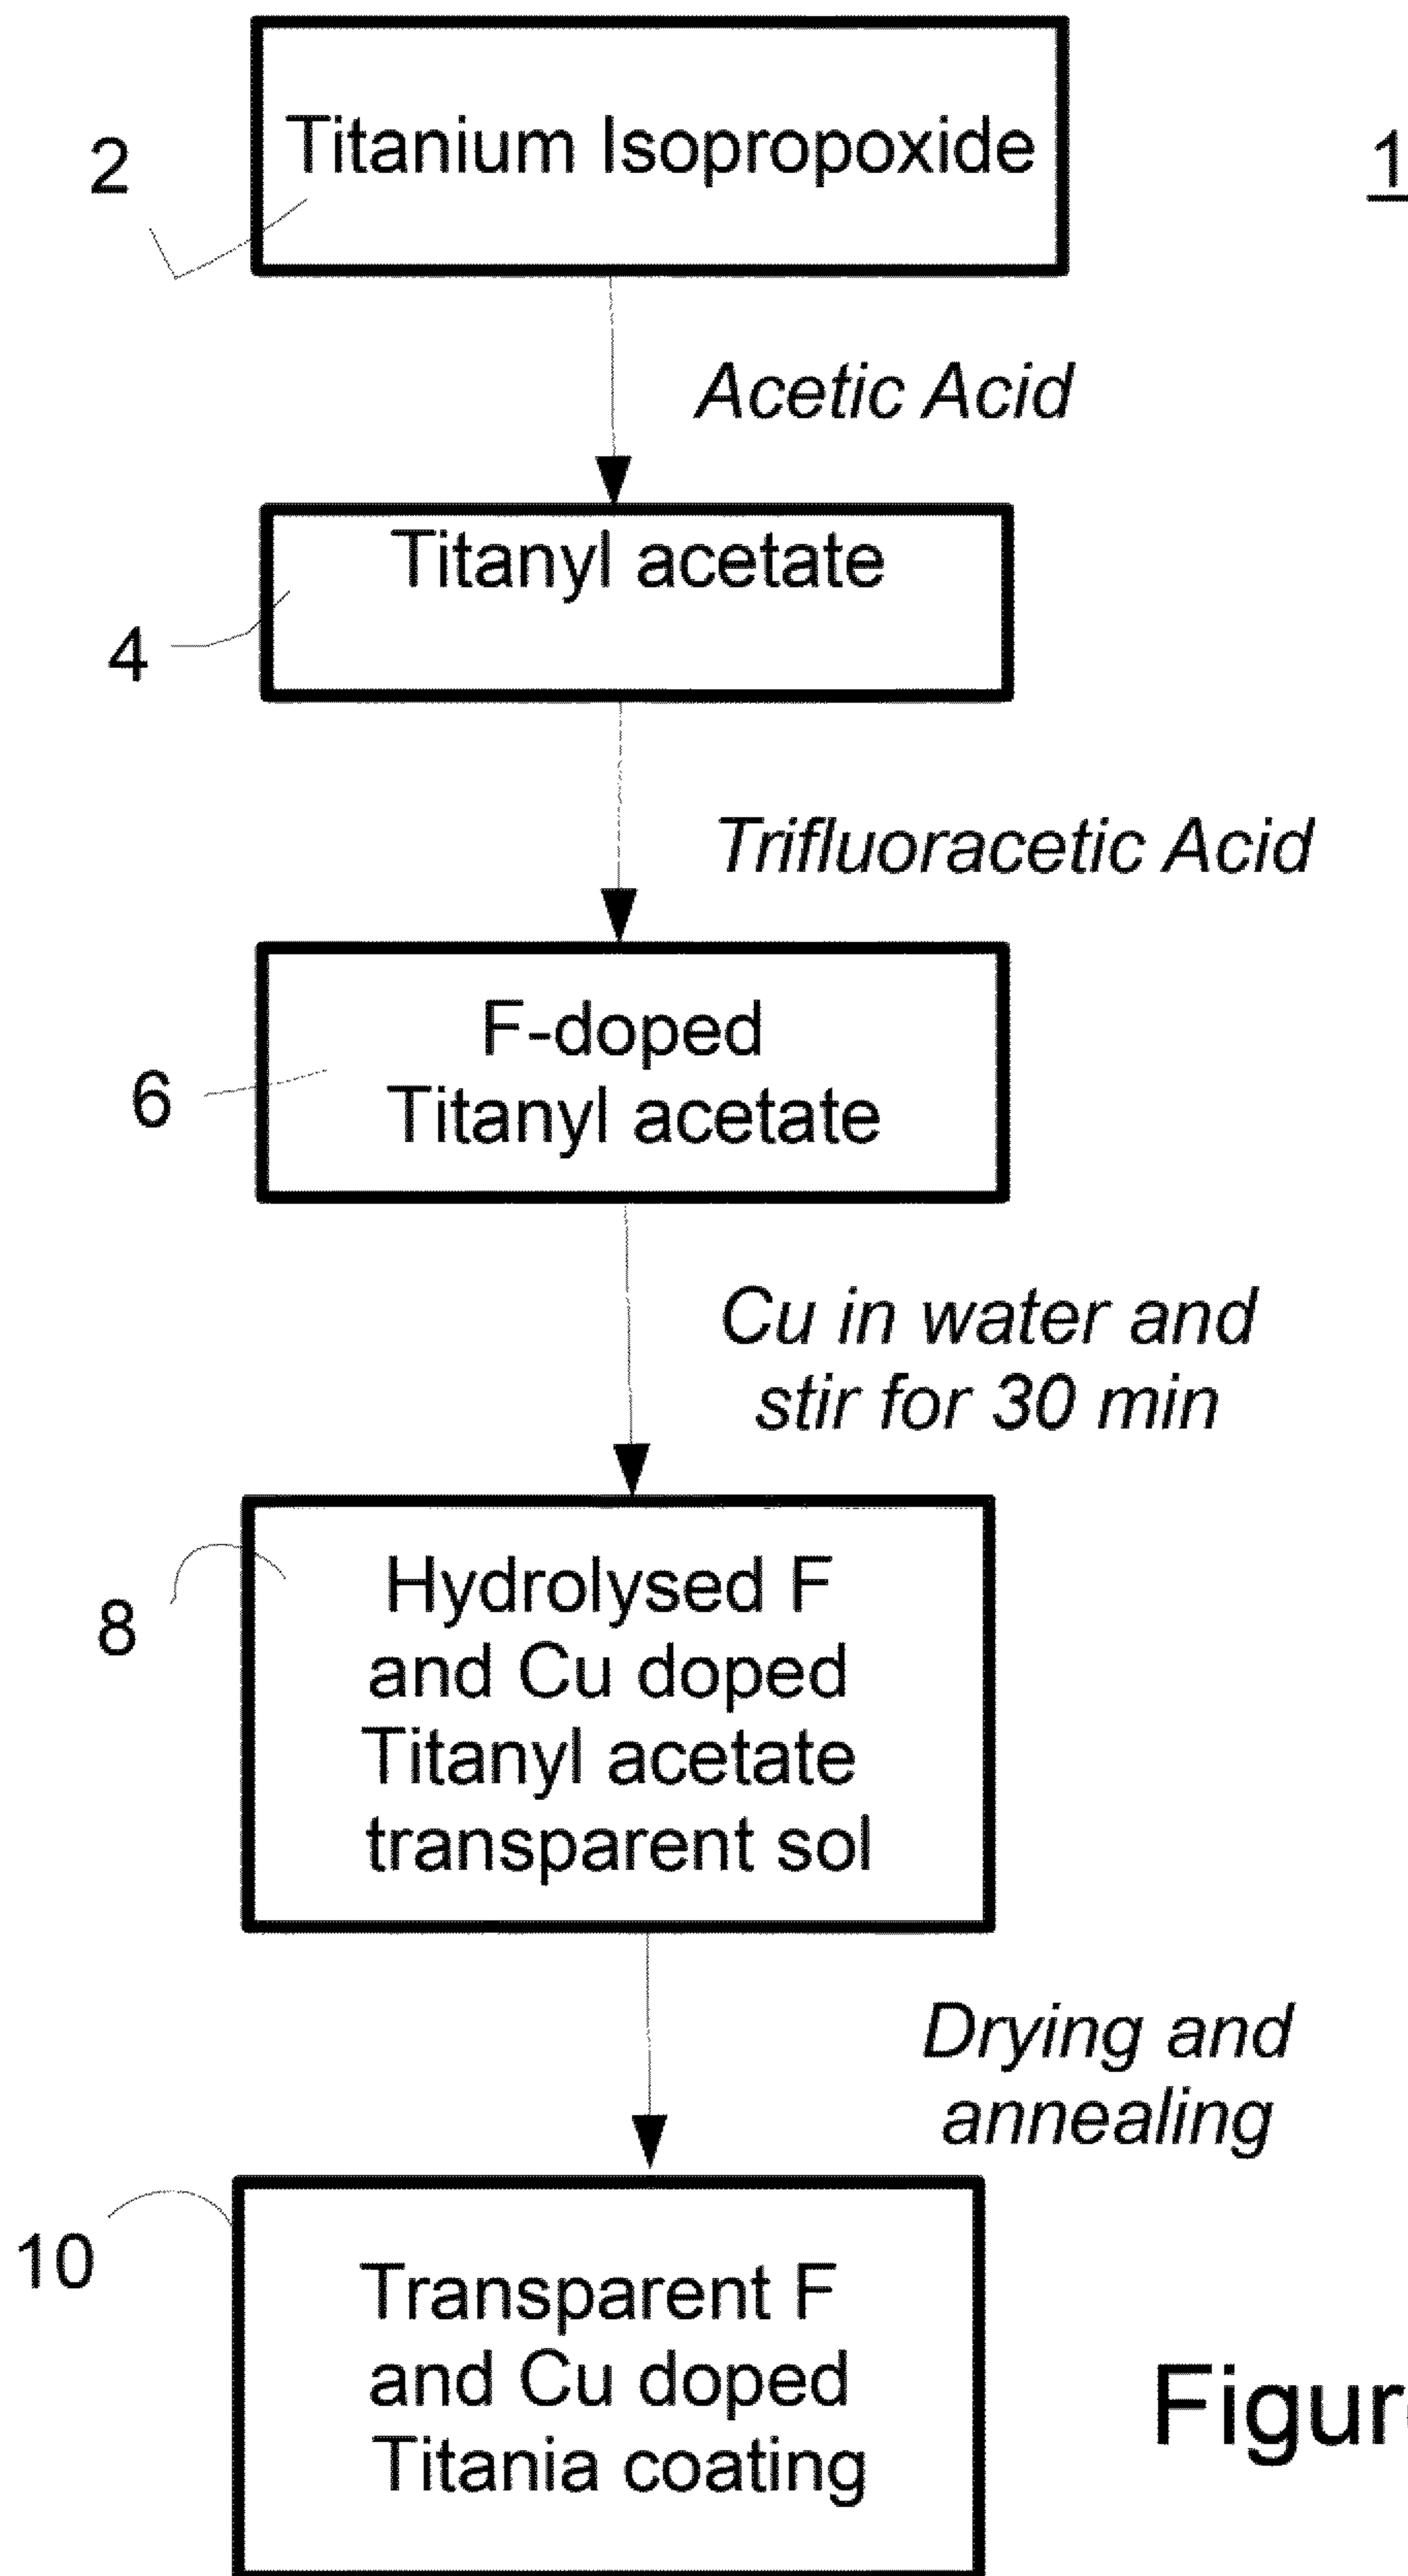 2
Titanium Isopropoxide
1
Acetic Acid
Titanyl acetate
4
Trifluoracetic Acid
F-doped
Titanyl acetate
6
Cu in water and
stir for 30 min
Hydrolysed F
and Cu doped
Titanyl acetate
transparent sol
8
Drying and
annealing
10
Transparent F
and Cu doped
Titania coating